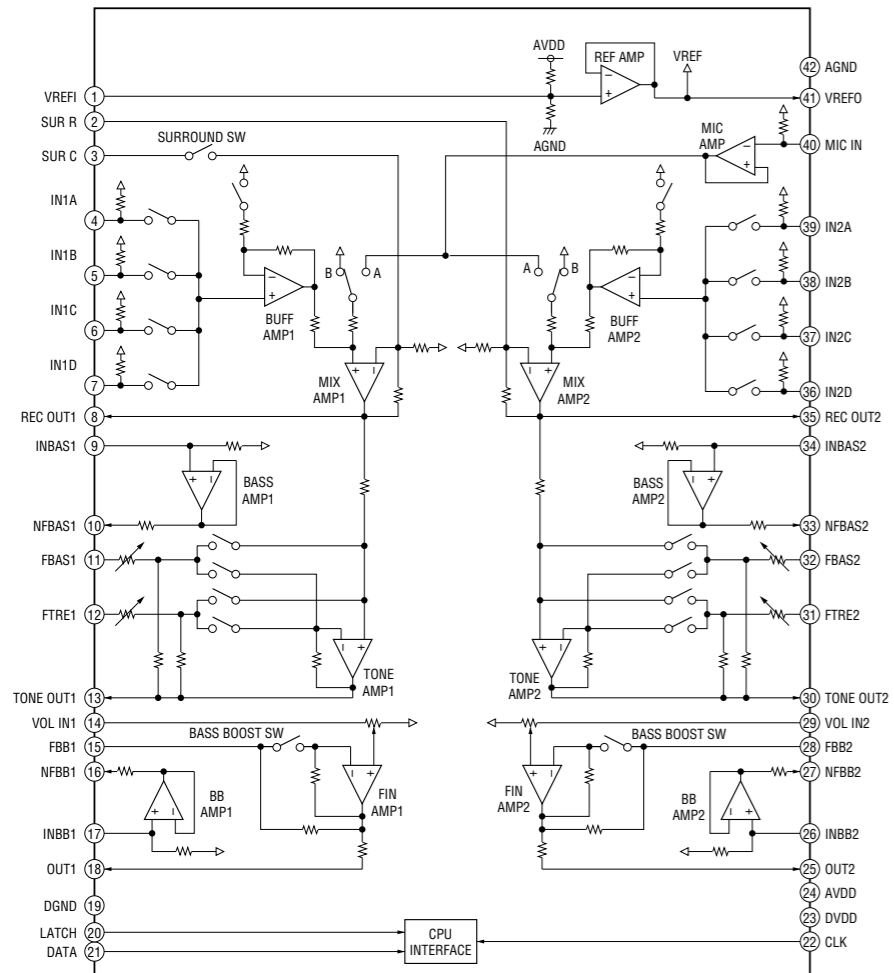 AVDD
REF AMP
VREF
42 AGND
VREFI 1
41 VREFO
SUR R 2
AGND
MIC AMP
40 MIC IN
SUR C 3
SURROUND SW
IN1A
4
39 IN2A
IN1B
5
B
A
A
B
38 IN2B
BUFF AMP1
BUFF AMP2
IN1C
6
37 IN2C
IN1D
7
MIX AMP1
MIX AMP2
36 IN2D
REC OUT1 8
35 REC OUT2
INBAS1 9
34 INBAS2
BASS AMP1
BASS AMP2
NFBAS1 10
33 NFBAS2
FBAS1 11
32 FBAS2
FTRE1 12
31 FTRE2
TONE AMP1
TONE AMP2
TONE OUT1 13
30 TONE OUT2
VOL IN1 14
29 VOL IN2
BASS BOOST SW
BASS BOOST SW
FBB1 15
28 FBB2
NFBB1 16
27 NFBB2
BB AMP1
FIN AMP1
FIN AMP2
BB AMP2
INBB1 17
26 INBB2
OUT1 18
25 OUT2
24 AVDD
DGND 19
23 DVDD
LATCH 20
CPU INTERFACE
22 CLK
DATA 21